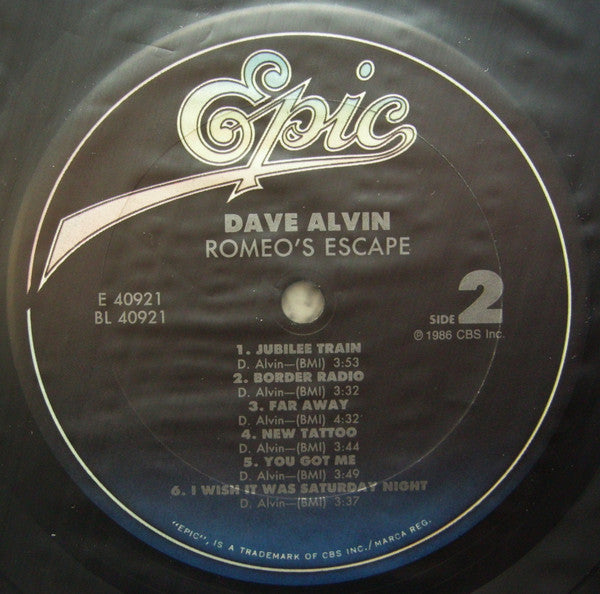 Epic
DAVE ALVIN
ROMEO'S ESCAPE
E 40921
BL 40921
SIDE 2
℗ 1986 CBS Inc.
1. JUBILEE TRAIN
D. Alvin—(BMI) 3:53
2. BORDER RADIO
D. Alvin—(BMI) 3:32
3. FAR AWAY
D. Alvin—(BMI) 4:32
4. NEW TATTOO
D. Alvin—(BMI) 3:44
5. YOU GOT ME
D. Alvin—(BMI) 3:49
6. I WISH IT WAS SATURDAY NIGHT
D. Alvin—(BMI) 3:37
"EPIC", IS A TRADEMARK OF CBS INC./MARCA REG.